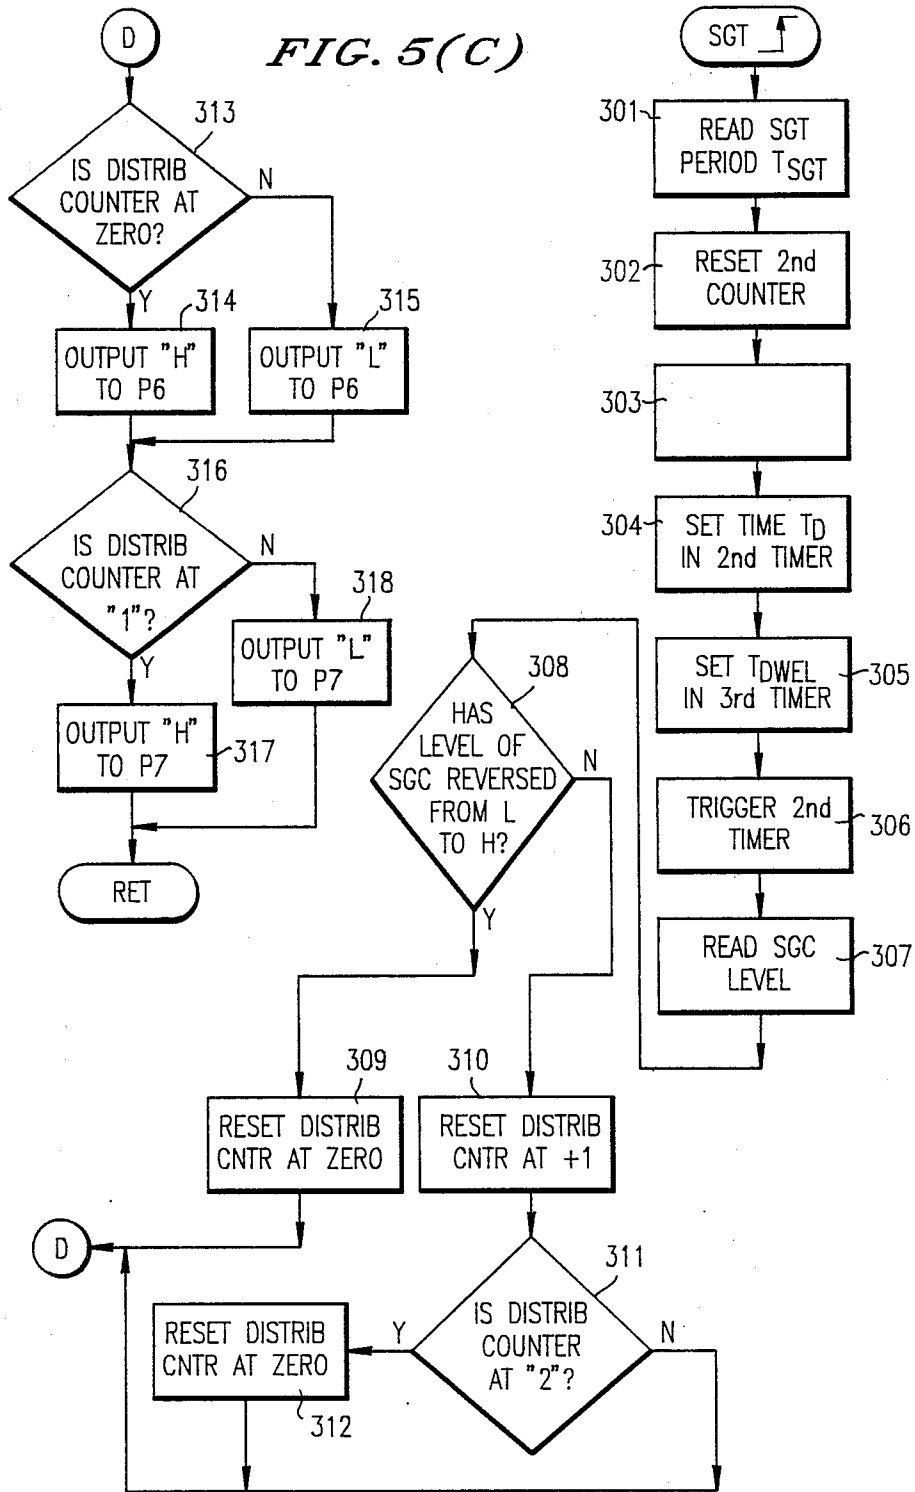 FIG. 5(C)
D
313
IS DISTRIB
COUNTER AT
ZERO?
N
Y
314
OUTPUT "H"
TO P6
315
OUTPUT "L"
TO P6
316
IS DISTRIB
COUNTER AT
"1"?
N
Y
318
OUTPUT "L"
TO P7
OUTPUT "H"
TO P7
317
RET
SGT
301
READ SGT
PERIOD TSGT
302
RESET 2nd
COUNTER
303
304
SET TIME TD
IN 2nd TIMER
SET TDWEL
IN 3rd TIMER
305
TRIGGER 2nd
TIMER
306
READ SGC
LEVEL
307
308
HAS
LEVEL OF
SGC REVERSED
FROM L
TO H?
N
Y
309
RESET DISTRIB
CNTR AT ZERO
310
RESET DISTRIB
CNTR AT +1
D
311
IS DISTRIB
COUNTER
AT "2"?
Y
N
RESET DISTRIB
CNTR AT ZERO
312